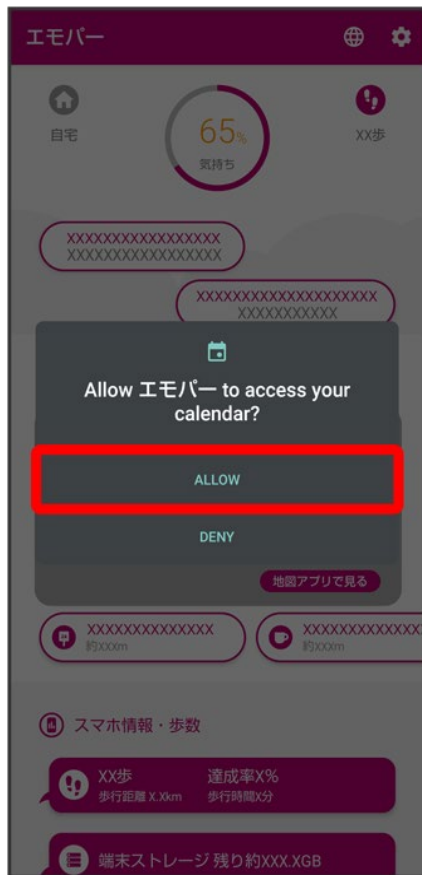 エモパー
自宅
65%
気持ち
XX歩
XXXXXXXXXXXXXXXXX
XXXXXXXXXXXXXXXXX
XXXXXXXXXXXXXXXXXXXX
XXXXXXXXXXX
Allow エモパー to access your
calendar?
ALLOW
DENY
地図アプリで見る
XXXXXXXXXXXXXX
約XXXm
XXXXXXXXXXXXX
約XXXm
スマホ情報・歩数
XX歩 達成率X%
歩行距離 X.Xkm 歩行時間X分
端末ストレージ 残り約XXX.XGB